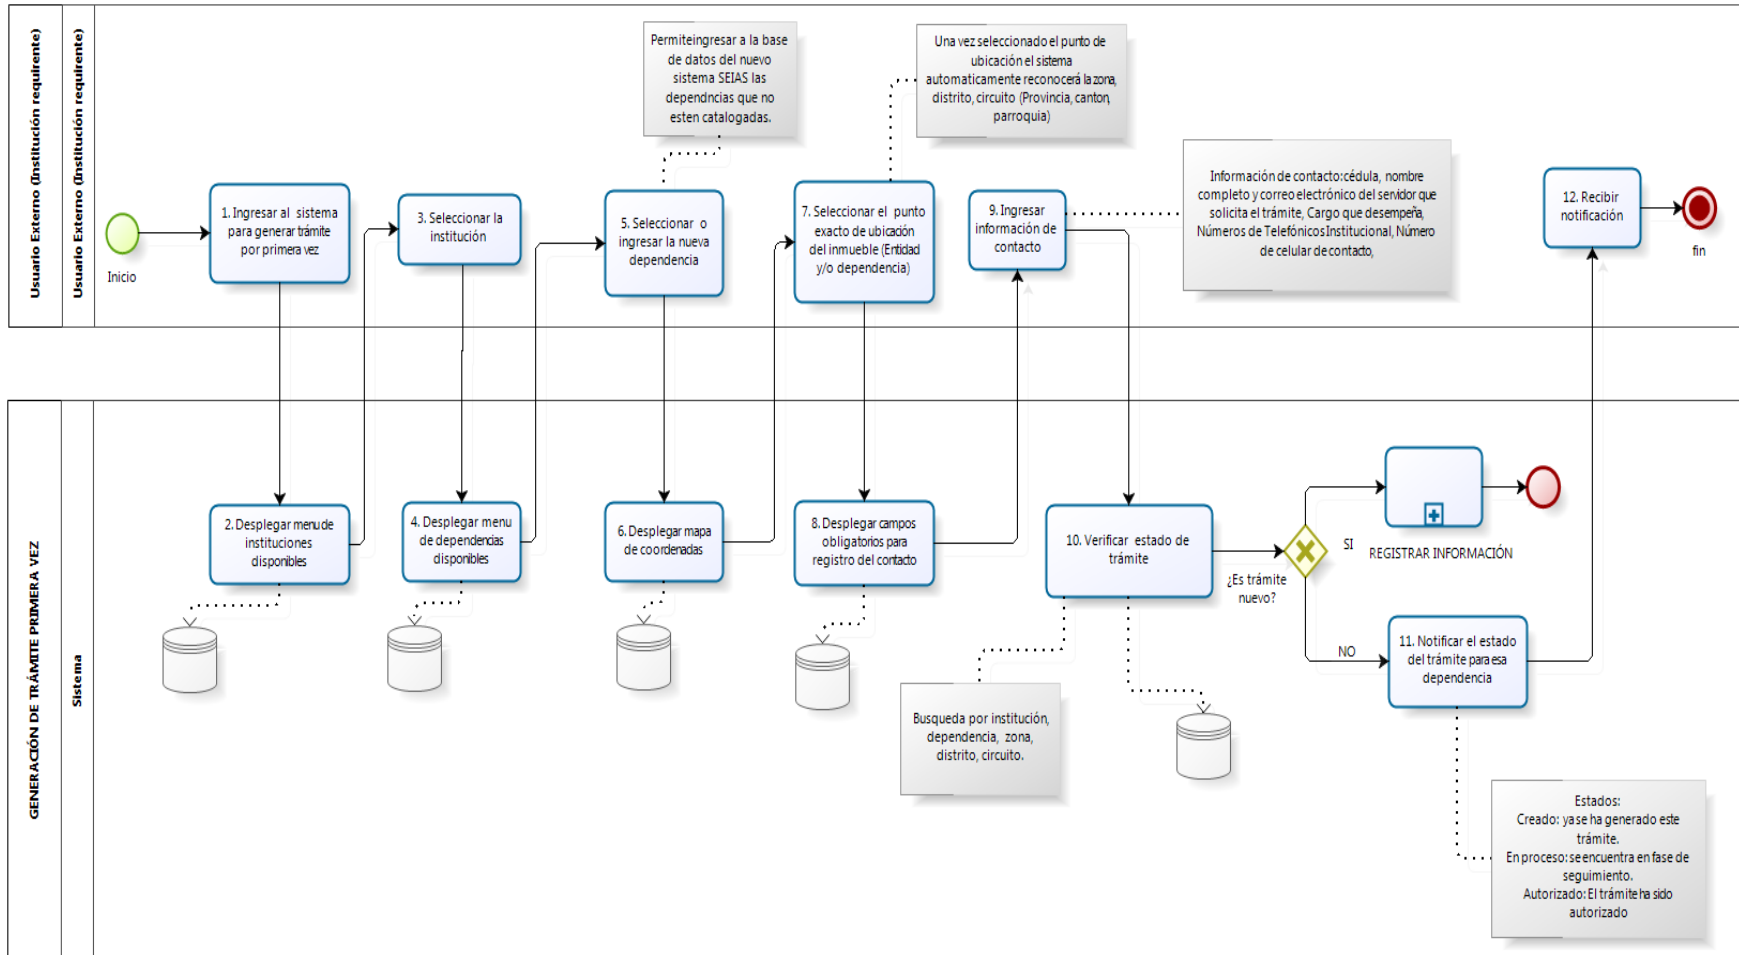 Usuario Externo (Institución requirente)
Usuario Externo (Institución requirente)
Inicio
1. Ingresar al sistema
para generar trámite
por primera vez
3. Seleccionar la
institución
Permiteingresar a la base
de datos del nuevo
sistema SEIAS las
dependncias que no
esten catalogadas.
5. Seleccionar o
ingresar la nueva
dependencia
Una vez seleccionado el punto de
ubicación el sistema
automaticamente reconocerá la zona,
distrito, circuito (Provincia, canton,
parroquia)
7. Seleccionar el punto
exacto de ubicación
del inmueble (Entidad
y/o dependencia)
9. Ingresar
información de
contacto
Información de contacto:cédula, nombre
completo y correo electrónico del servidor que
solicita el trámite, Cargo que desempeña,
Números de Telefónicos Institucional, Número
de celular de contacto,
12. Recibir
notificación
fin
GENERACIÓN DE TRÁMITE PRIMERA VEZ
Sistema
2. Desplegar menu de
instituciones
disponibles
4. Desplegar menu
de dependencias
disponibles
6. Desplegar mapa
de coordenadas
8. Desplegar campos
obligatorios para
registro del contacto
10. Verificar estado de
trámite
¿Es trámite
nuevo?
SI
REGISTRAR INFORMACIÓN
NO
11. Notificar el estado
del trámite para esa
dependencia
Busqueda por institución,
dependencia, zona,
distrito, circuito.
Estados:
Creado: ya se ha generado este
trámite.
En proceso: se encuentra en fase de
seguimiento.
Autorizado: El trámite ha sido
autorizado